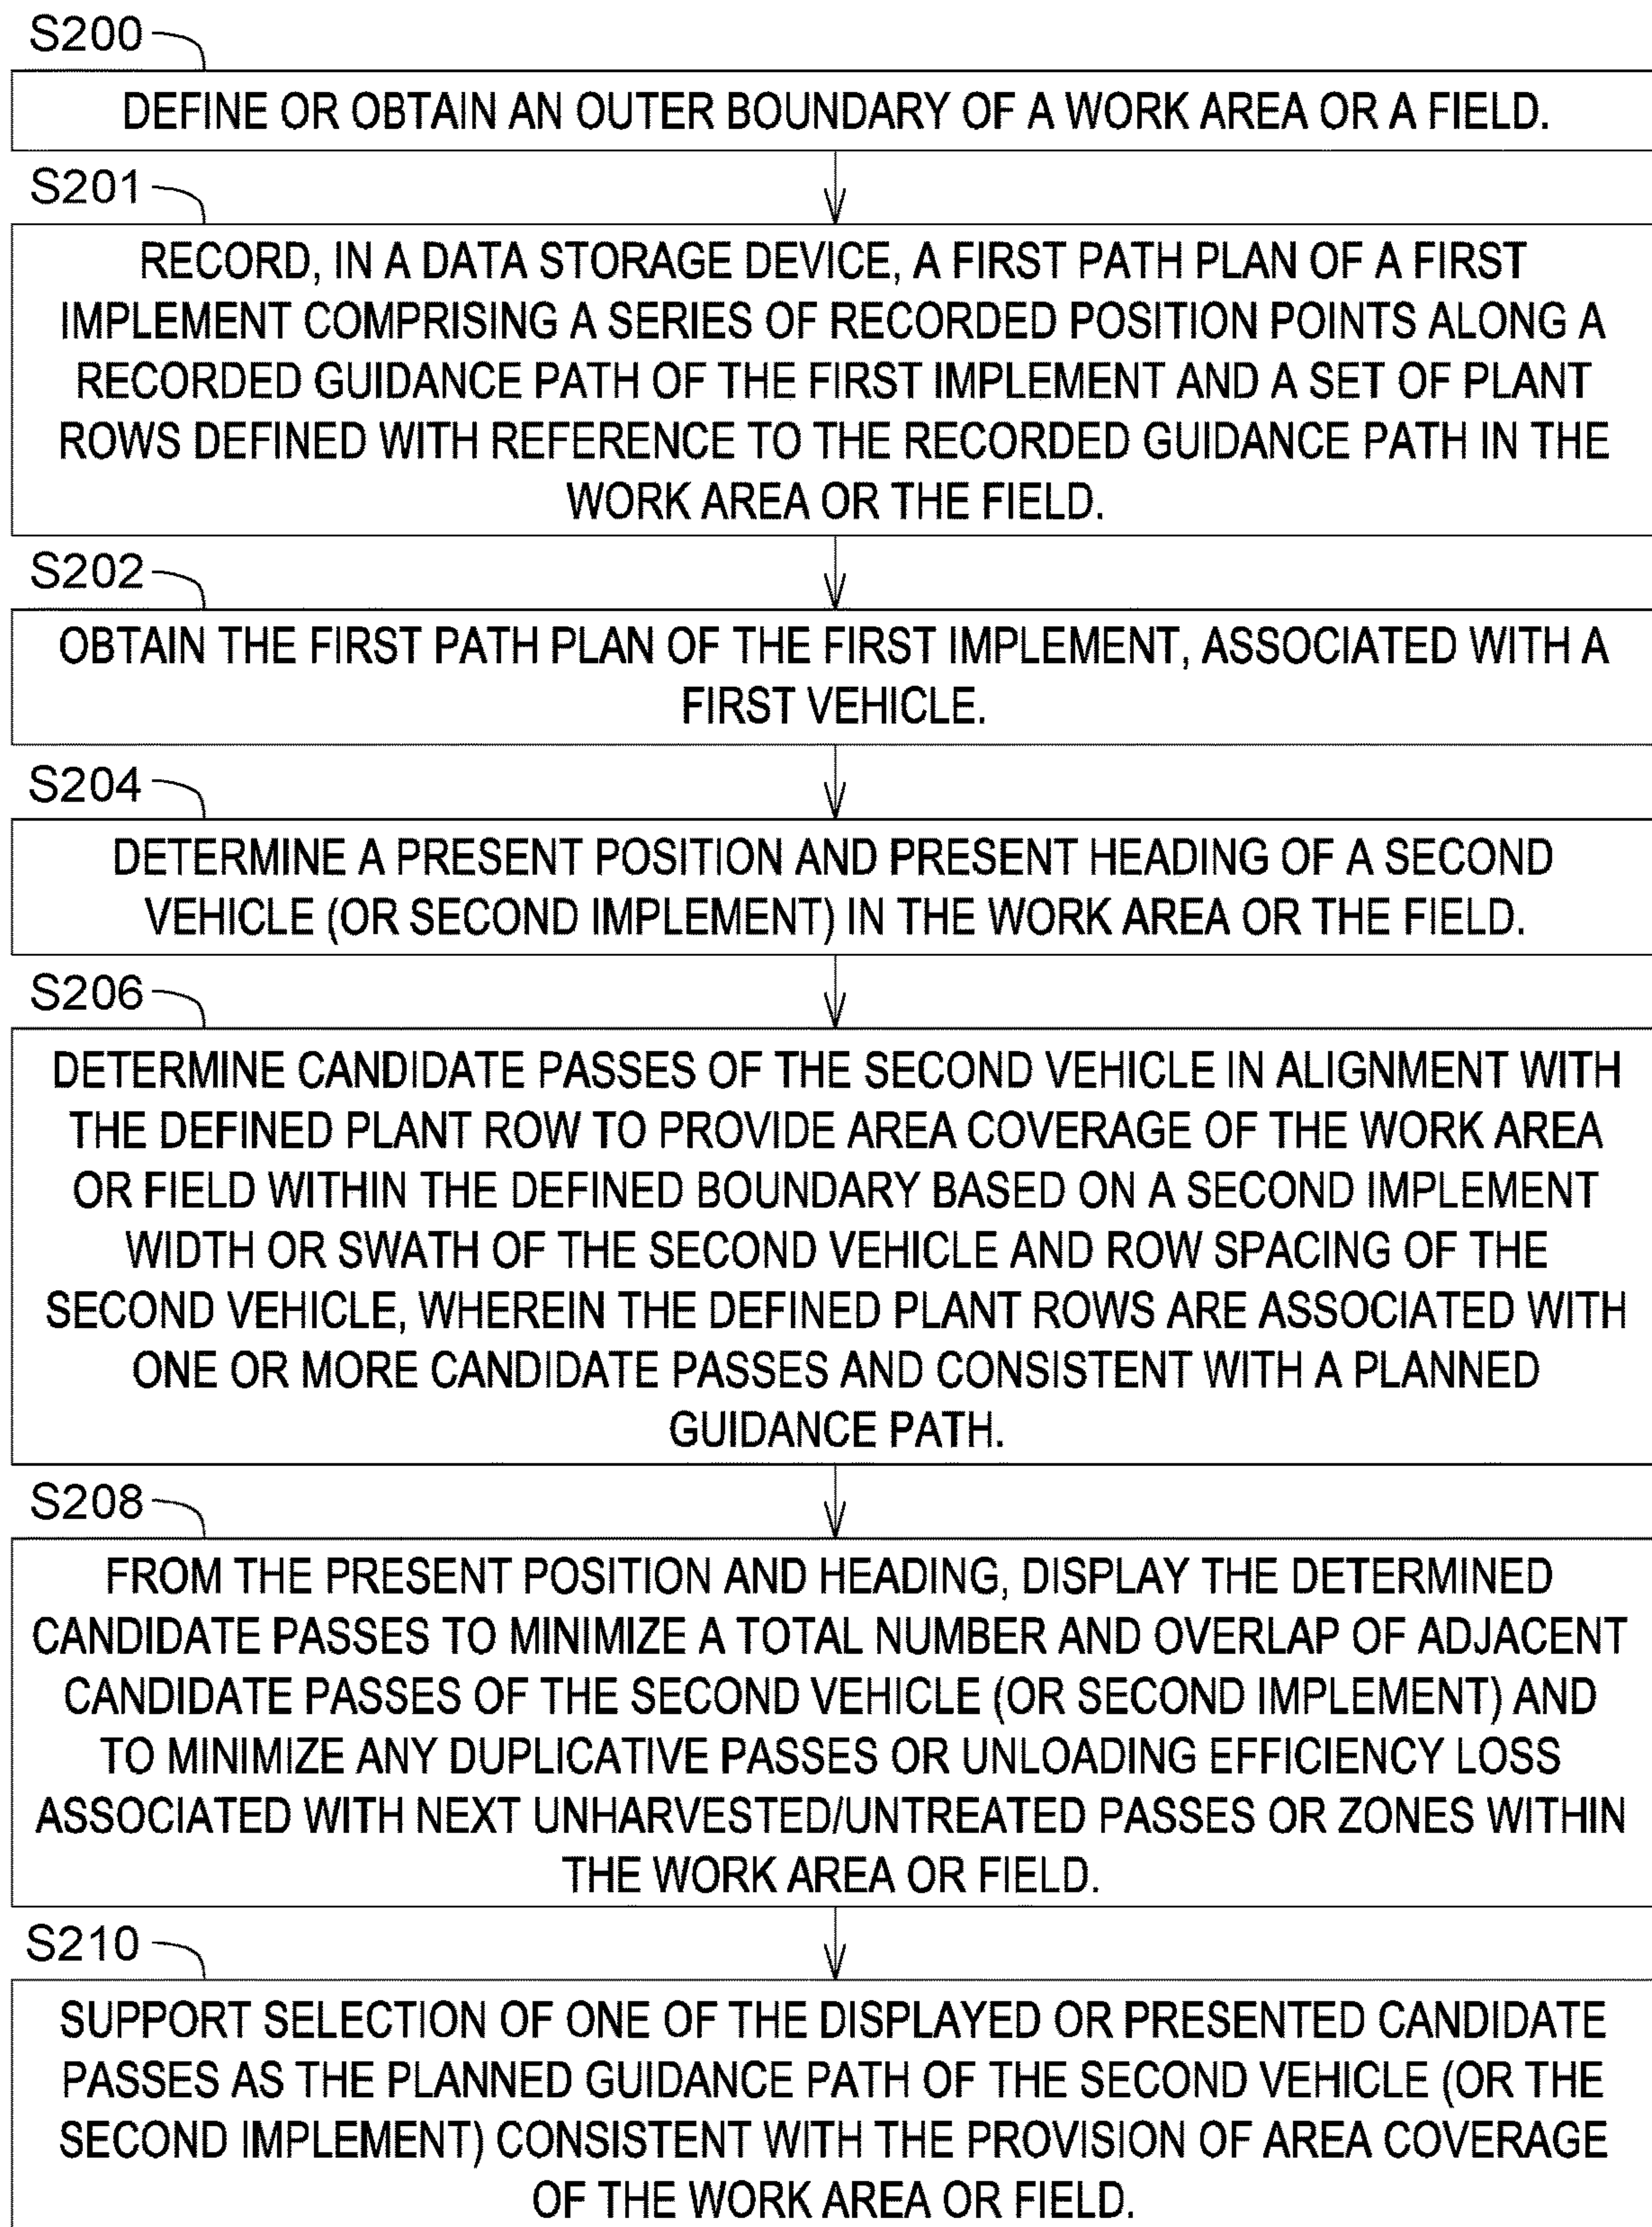 S200
DEFINE OR OBTAIN AN OUTER BOUNDARY OF A WORK AREA OR A FIELD.
S201
RECORD, IN A DATA STORAGE DEVICE, A FIRST PATH PLAN OF A FIRST
IMPLEMENT COMPRISING A SERIES OF RECORDED POSITION POINTS ALONG A
RECORDED GUIDANCE PATH OF THE FIRST IMPLEMENT AND A SET OF PLANT
ROWS DEFINED WITH REFERENCE TO THE RECORDED GUIDANCE PATH IN THE
WORK AREA OR THE FIELD.
S202
OBTAIN THE FIRST PATH PLAN OF THE FIRST IMPLEMENT, ASSOCIATED WITH A
FIRST VEHICLE.
S204
DETERMINE A PRESENT POSITION AND PRESENT HEADING OF A SECOND
VEHICLE (OR SECOND IMPLEMENT) IN THE WORK AREA OR THE FIELD.
S206
DETERMINE CANDIDATE PASSES OF THE SECOND VEHICLE IN ALIGNMENT WITH
THE DEFINED PLANT ROW TO PROVIDE AREA COVERAGE OF THE WORK AREA
OR FIELD WITHIN THE DEFINED BOUNDARY BASED ON A SECOND IMPLEMENT
WIDTH OR SWATH OF THE SECOND VEHICLE AND ROW SPACING OF THE
SECOND VEHICLE, WHEREIN THE DEFINED PLANT ROWS ARE ASSOCIATED WITH
ONE OR MORE CANDIDATE PASSES AND CONSISTENT WITH A PLANNED
GUIDANCE PATH.
S208
FROM THE PRESENT POSITION AND HEADING, DISPLAY THE DETERMINED
CANDIDATE PASSES TO MINIMIZE A TOTAL NUMBER AND OVERLAP OF ADJACENT
CANDIDATE PASSES OF THE SECOND VEHICLE (OR SECOND IMPLEMENT) AND
TO MINIMIZE ANY DUPLICATIVE PASSES OR UNLOADING EFFICIENCY LOSS
ASSOCIATED WITH NEXT UNHARVESTED/UNTREATED PASSES OR ZONES WITHIN
THE WORK AREA OR FIELD.
S210
SUPPORT SELECTION OF ONE OF THE DISPLAYED OR PRESENTED CANDIDATE
PASSES AS THE PLANNED GUIDANCE PATH OF THE SECOND VEHICLE (OR THE
SECOND IMPLEMENT) CONSISTENT WITH THE PROVISION OF AREA COVERAGE
OF THE WORK AREA OR FIELD.